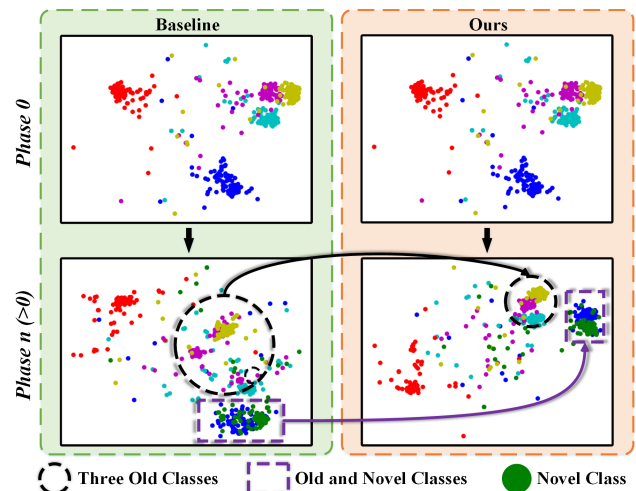 Baseline
Ours
Phase 0
Phase n (>0)
Three Old Classes
Old and Novel Classes
Novel Class